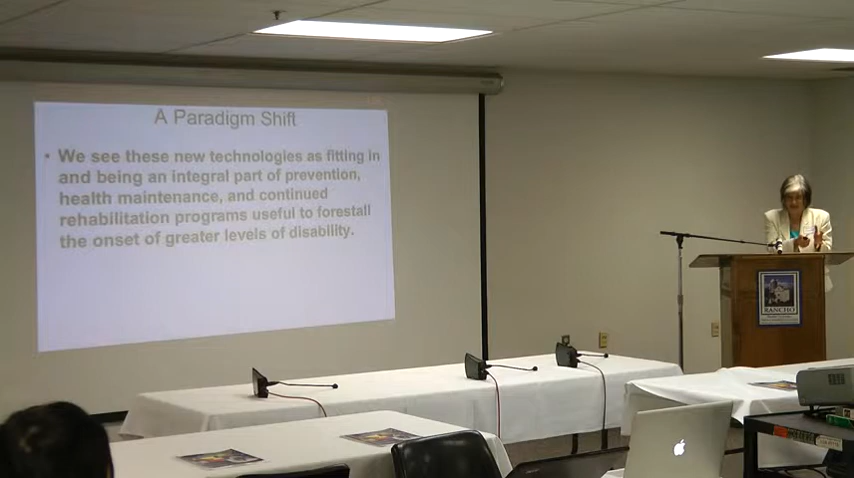 A Paradigm Shift
• We see these new technologies as fitting in
and being an integral part of prevention,
health maintenance, and continued
rehabilitation programs useful to forestall
the onset of greater levels of disability.
RANCHO